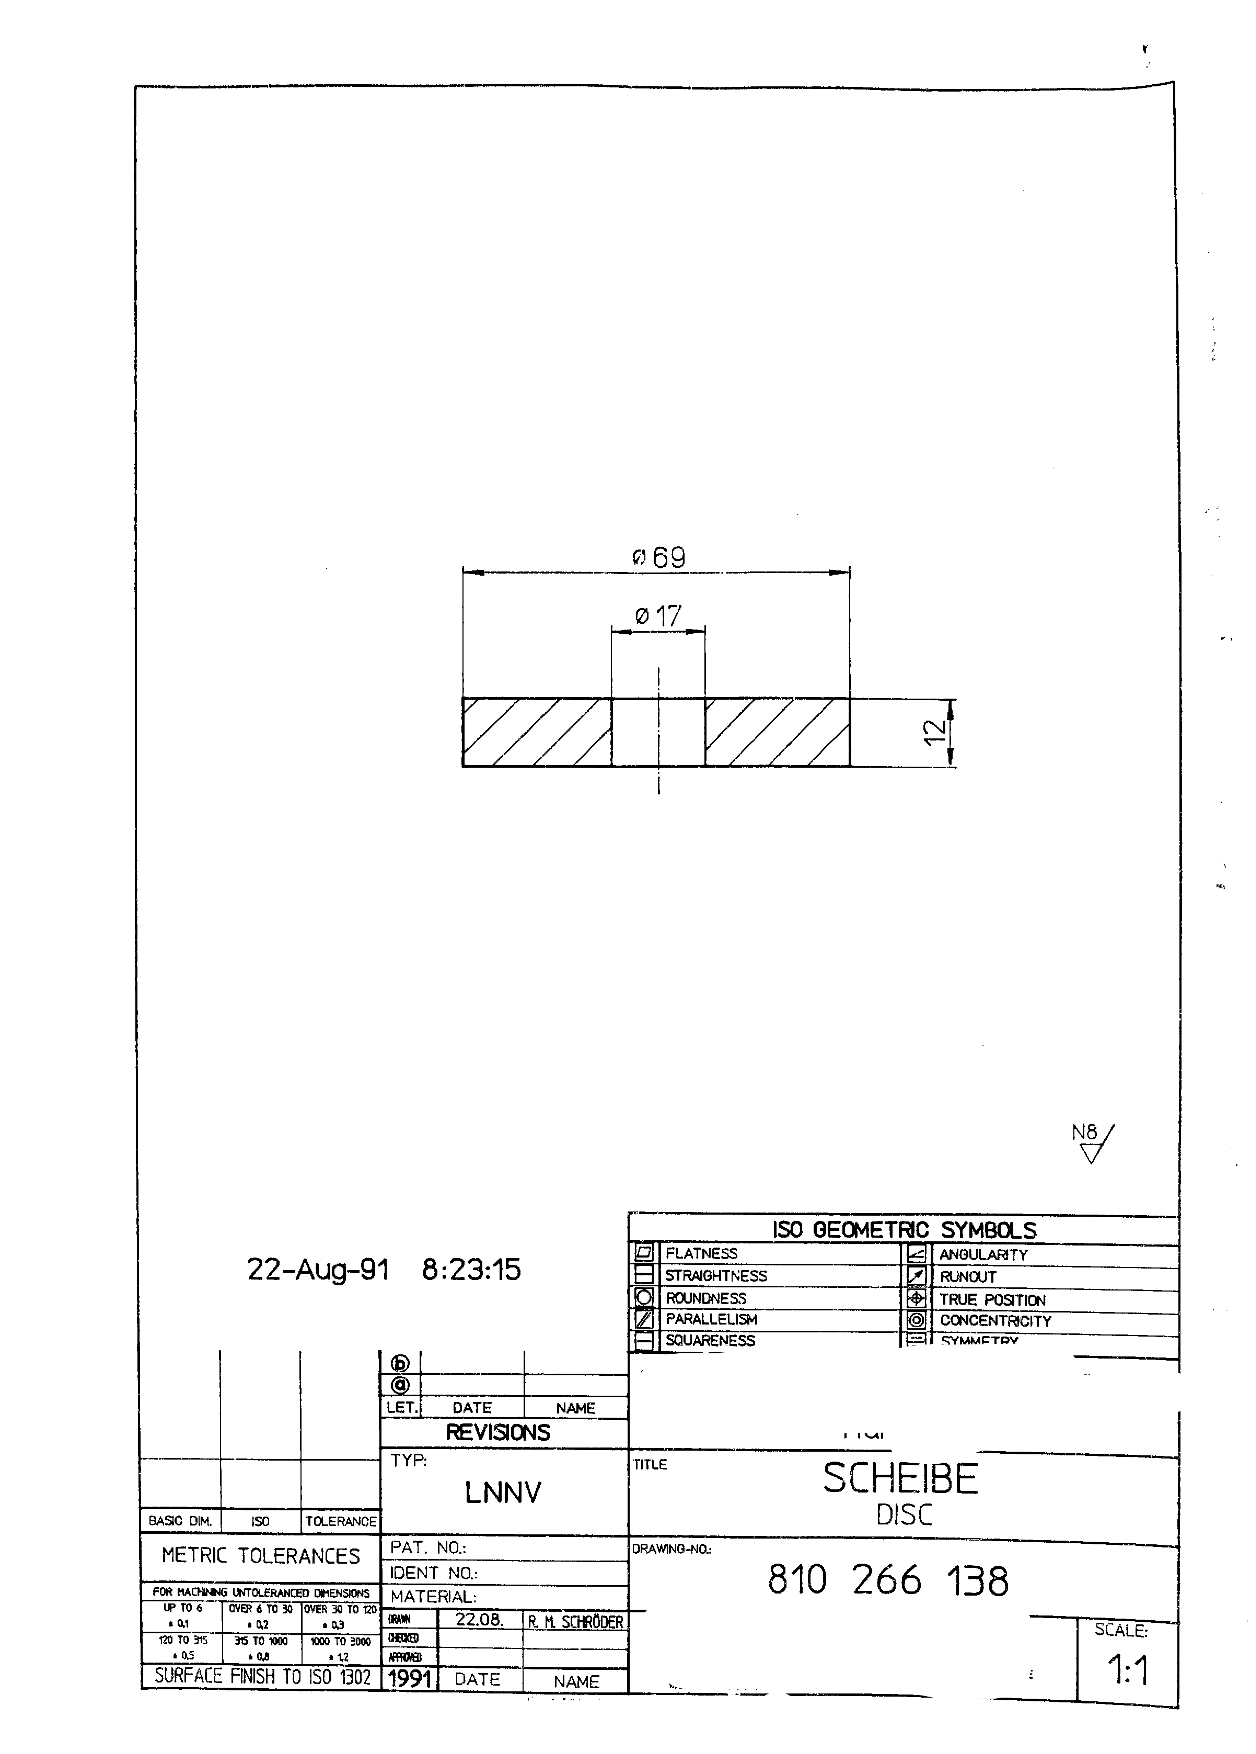 Ø69
Ø17
12
N8
ISO GEOMETRIC SYMBOLS
FLATNESS
ANGULARITY
STRAIGHTNESS
RUNOUT
ROUNDNESS
TRUE POSITION
PARALLELISM
CONCENTRICITY
SQUARENESS
SYMMETRY
22-Aug-91 8:23:15
b
a
LET. DATE NAME
REVISIONS
TYP:
LNNV
TITLE
SCHEIBE
DISC
BASIC DIM. ISO TOLERANCE
METRIC TOLERANCES
FOR MACHINING UNTOLERANCED DIMENSIONS
UP TO 6 OVER 6 TO 30 OVER 30 TO 120
± 0,1 ± 0,2 ± 0,3
120 TO 315 315 TO 1000 1000 TO 3000
± 0,5 ± 0,8 ± 1,2
SURFACE FINISH TO ISO 1302
PAT. NO.:
IDENT NO.:
MATERIAL:
DRAWN 22.08. R. M. SCHRÖDER
CHECKED
APPROVED
1991 DATE NAME
DRAWING-NO.:
810 266 138
SCALE:
1:1